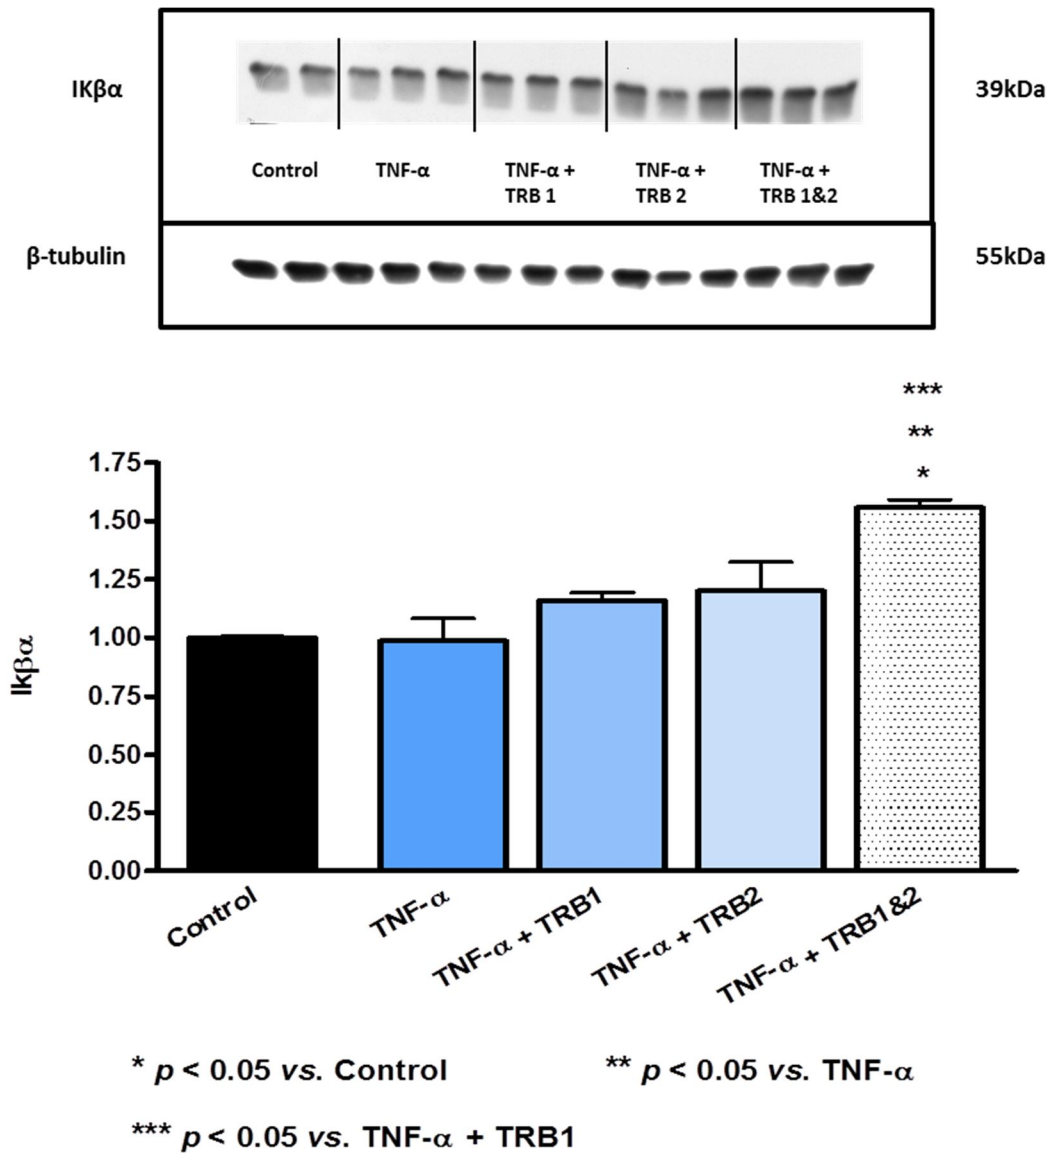 IKβα
39kDa
Control
TNF-α
TNF-α +
TRB 1
TNF-α +
TRB 2
TNF-α +
TRB 1&2
β-tubulin
55kDa
***
**
*
1.75
1.50
1.25
1.00
0.75
0.50
0.25
0.00
Ikβα
Control
TNF-α
TNF-α + TRB1
TNF-α + TRB2
TNF-α + TRB1&2
* p < 0.05 vs. Control
** p < 0.05 vs. TNF-α
*** p < 0.05 vs. TNF-α + TRB1